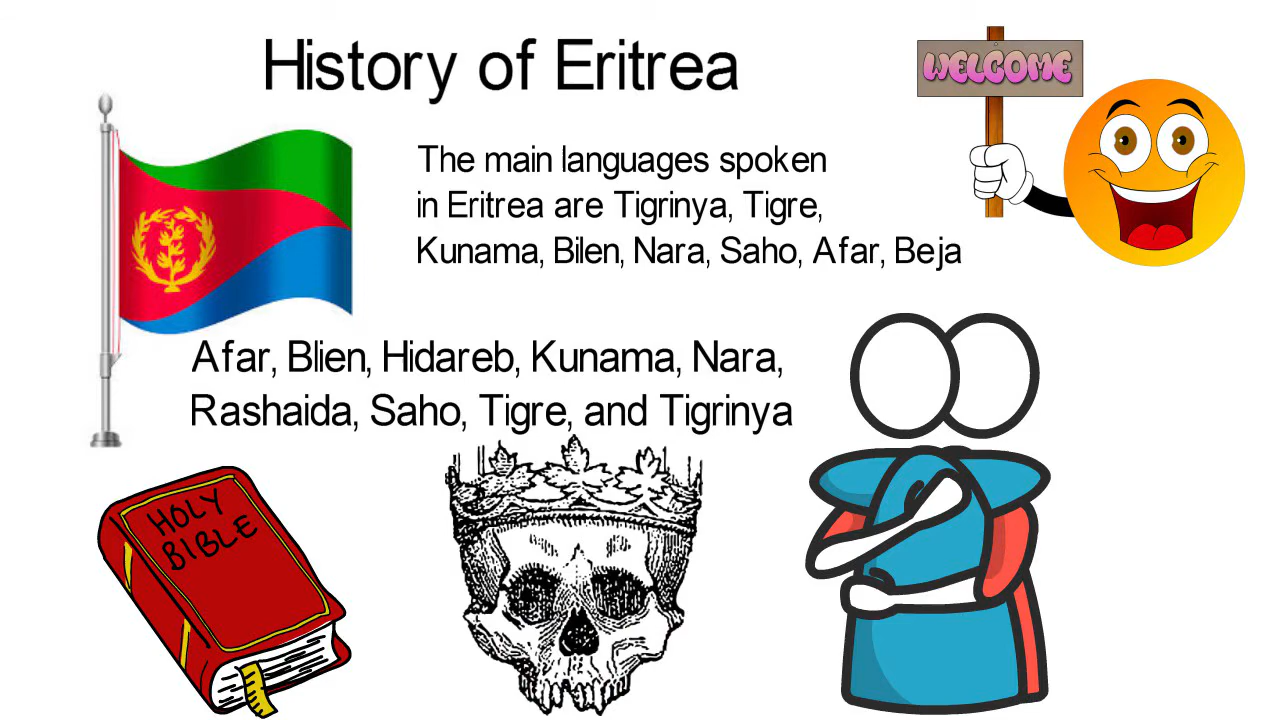 History of Eritrea
WELCOME
The main languages spoken
in Eritrea are Tigrinya, Tigre,
Kunama, Bilen, Nara, Saho, Afar, Beja
Afar, Blien, Hidareb, Kunama, Nara,
Rashaida, Saho, Tigre, and Tigrinya
HOLY
BIBLE